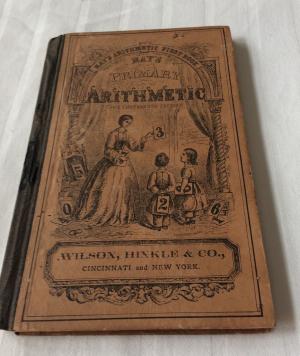 RAY'S ARITHMETIC FIRST BOOK
RAY'S
PRIMARY
ARITHMETIC
3
5
0
2
6
WILSON, HINKLE & CO.,
CINCINNATI and NEW YORK.